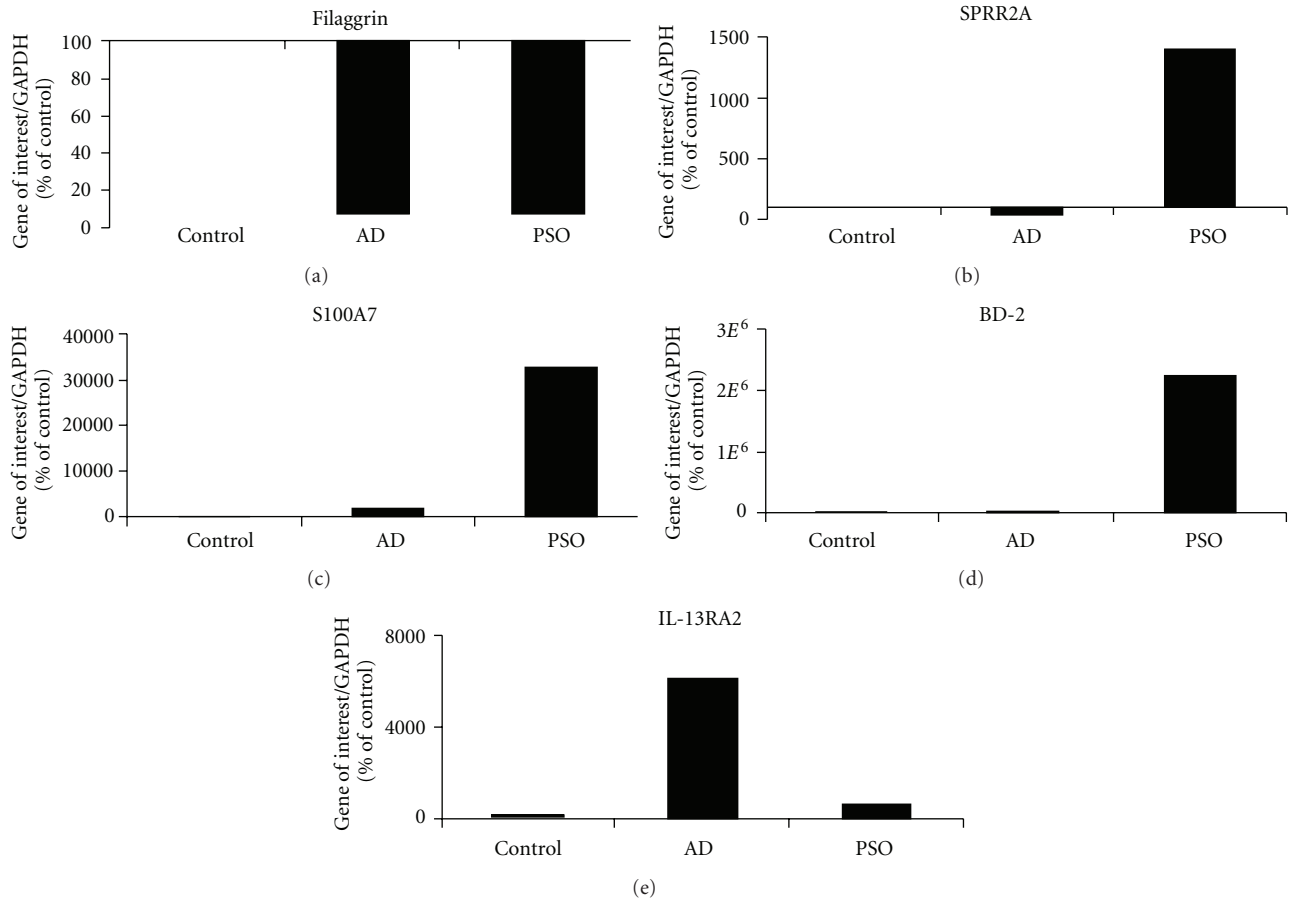 Filaggrin
Gene of interest/GAPDH
(% of control)
100
80
60
40
20
0
Control AD PSO
(a)
SPRR2A
Gene of interest/GAPDH
(% of control)
1500
1000
500
0
Control AD PSO
(b)
S100A7
Gene of interest/GAPDH
(% of control)
40000
30000
20000
10000
0
Control AD PSO
(c)
BD-2
Gene of interest/GAPDH
(% of control)
3E⁶
2E⁶
1E⁶
0
Control AD PSO
(d)
IL-13RA2
Gene of interest/GAPDH
(% of control)
8000
4000
0
Control AD PSO
(e)